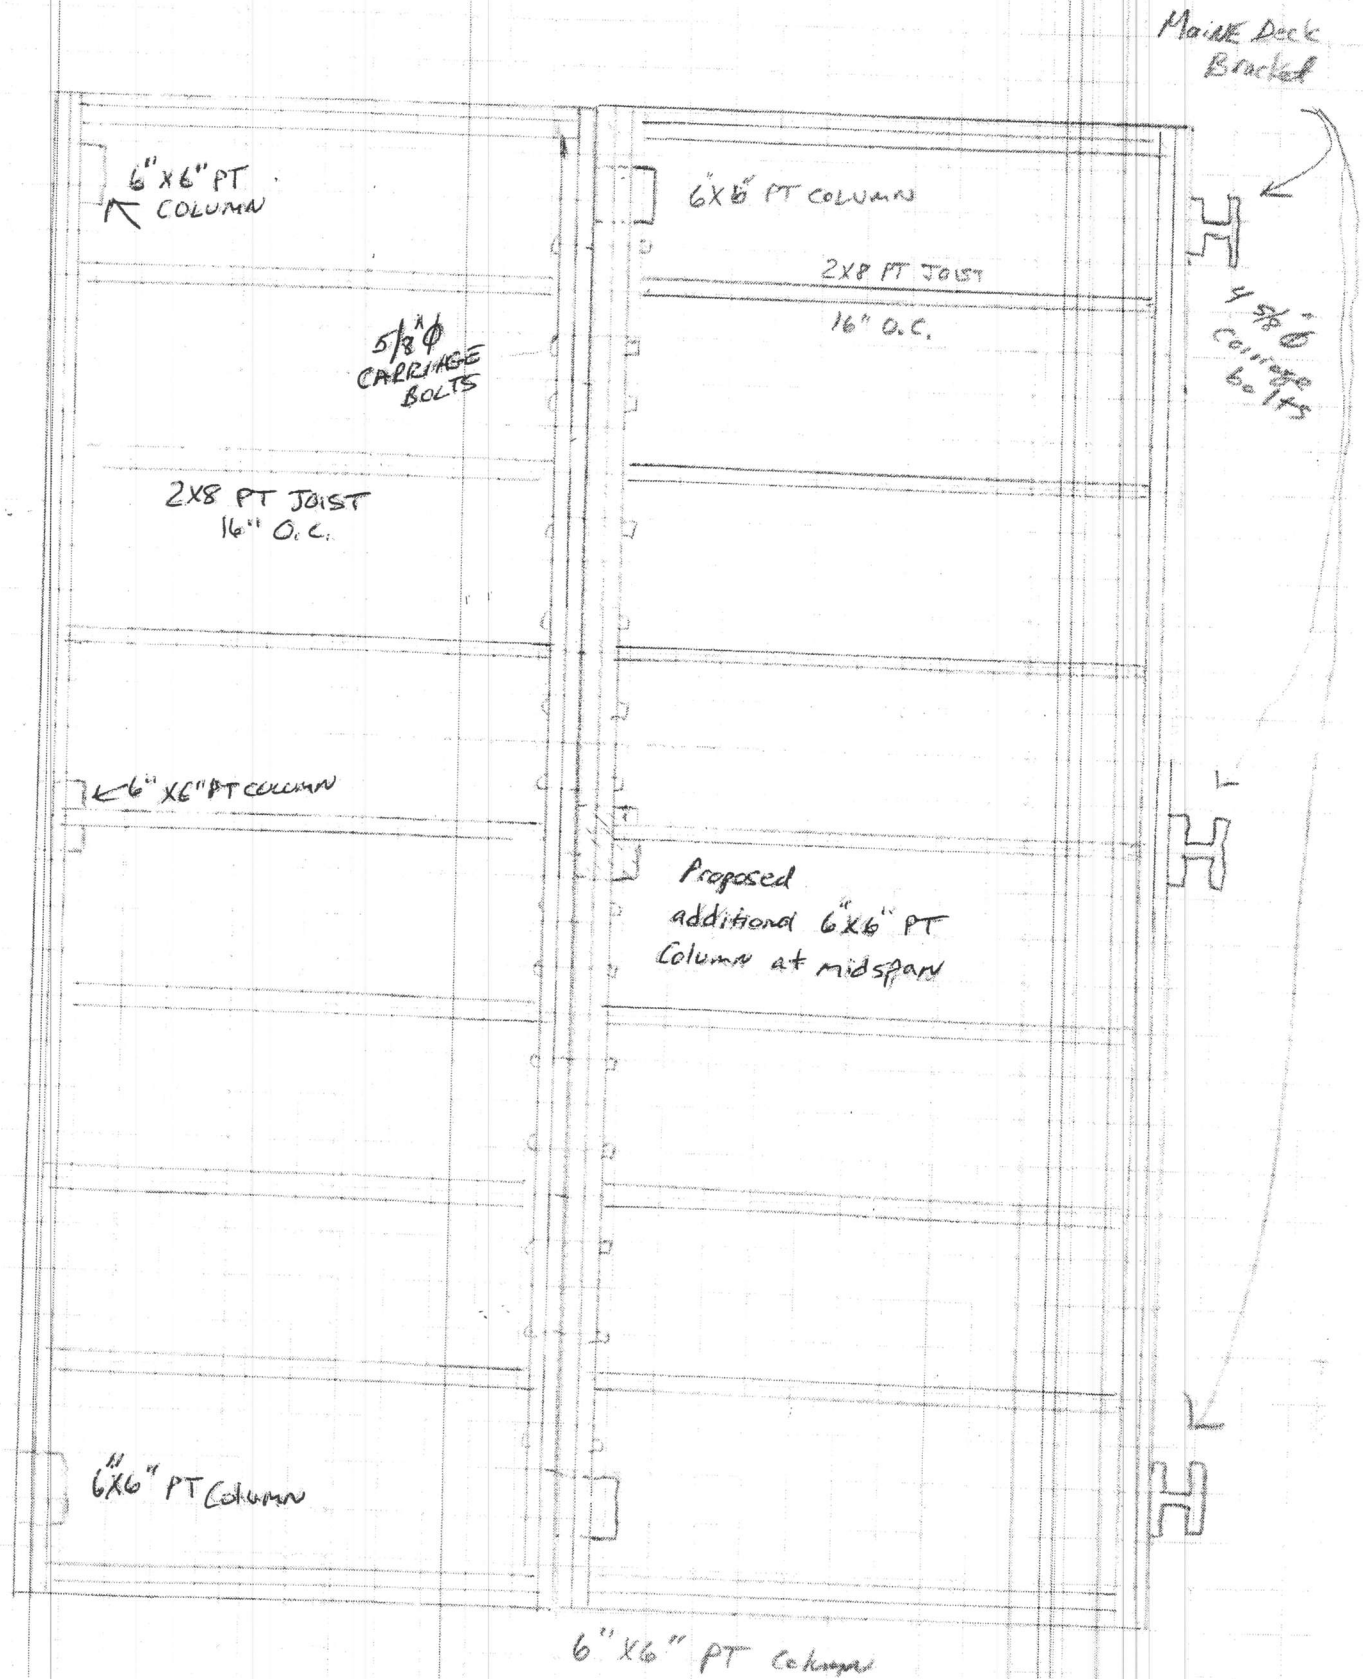 MaiNE Deck
Bracket
6" X 6" PT
COLUMN
6"X6" PT COLUMN
2X8 PT JOIST
16" O.C.
4 5/8" Ø
Carriage
bolts
5/8" Ø
CARRIAGE
BOLTS
2X8 PT JOIST
16" O.C.
6" X6" PT COLUMN
Proposed
additional 6"X6" PT
Column at midspan
6"X6" PT Column
6" X6" PT Column